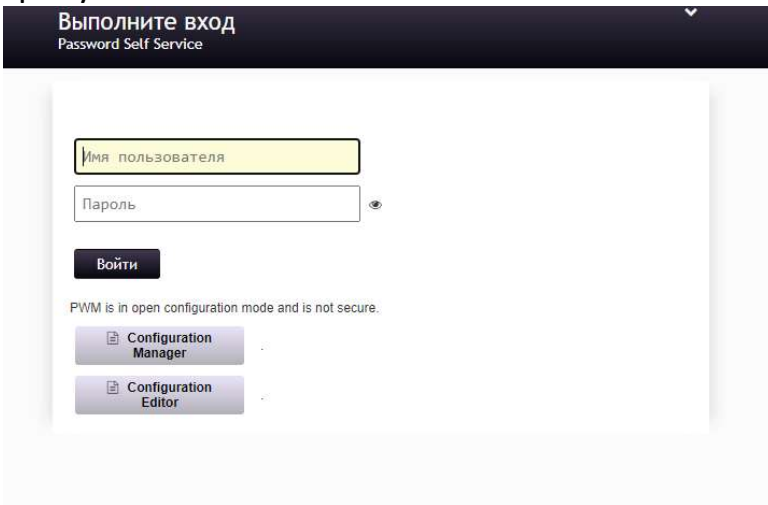 Выполните вход
Password Self Service
Имя пользователя
Пароль
Войти
PWM is in open configuration mode and is not secure.
Configuration
Manager
.
Configuration
Editor
.